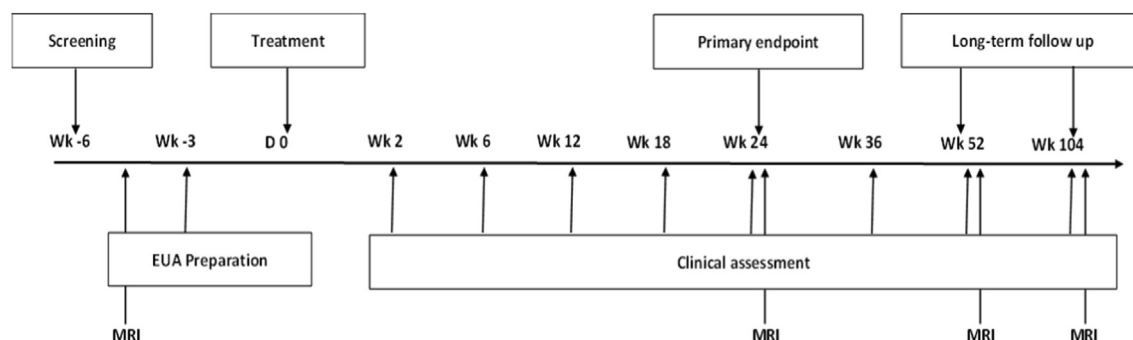 Screening
Treatment
Primary endpoint
Long-term follow up
Wk -6
Wk -3
D 0
Wk 2
Wk 6
Wk 12
Wk 18
Wk 24
Wk 36
Wk 52
Wk 104
EUA Preparation
Clinical assessment
MRI
MRI
MRI
MRI